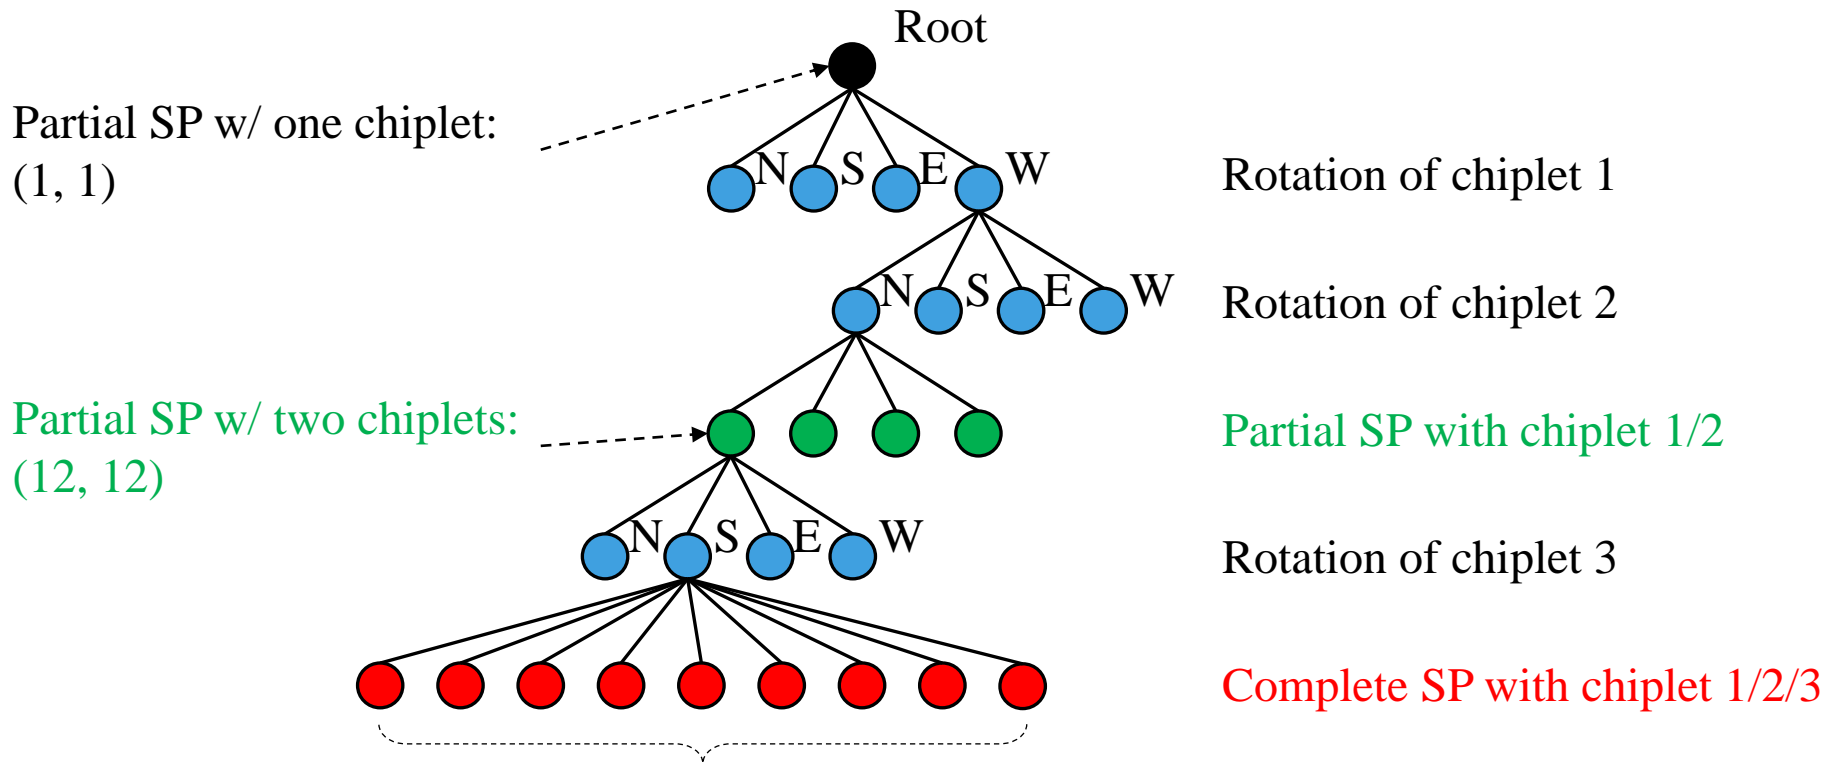 Root
Partial SP w/ one chiplet:
(1, 1)
N S E W
Rotation of chiplet 1
N S E W
Rotation of chiplet 2
Partial SP w/ two chiplets:
(12, 12)
Partial SP with chiplet 1/2
N S E W
Rotation of chiplet 3
Complete SP with chiplet 1/2/3